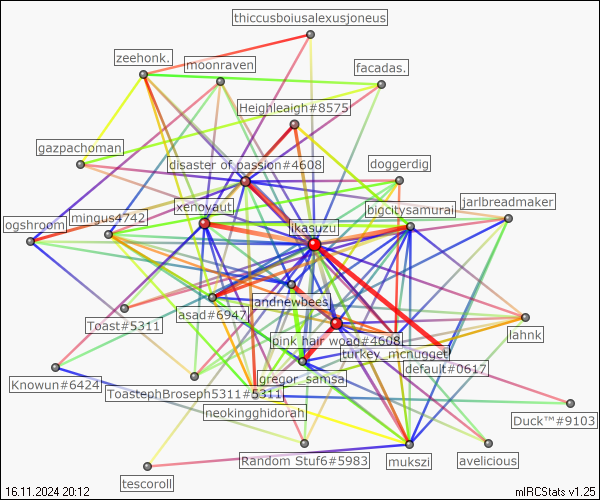 thiccusboiusalexusjoneus
zeehonk.
moonraven
facadas.
Heighleaigh#8575
gazpachoman
disaster of passion#4608
doggerdig
xenovaut
jarlbreadmaker
bigcitysamurai
ogshroom
mingus4742
ikasuzu
andnewbees
asad#6947
Toast#5311
lahnk
pink hair woao#4608
turkey_mcnugget
default#0617
gregor_samsa
Knowun#6424
ToastephBroseph5311#5311
neokingghidorah
Duck™#9103
Random Stuf6#5983
mukszi
avelicious
tescoroll
16.11.2024 20:12
mIRCStats v1.25